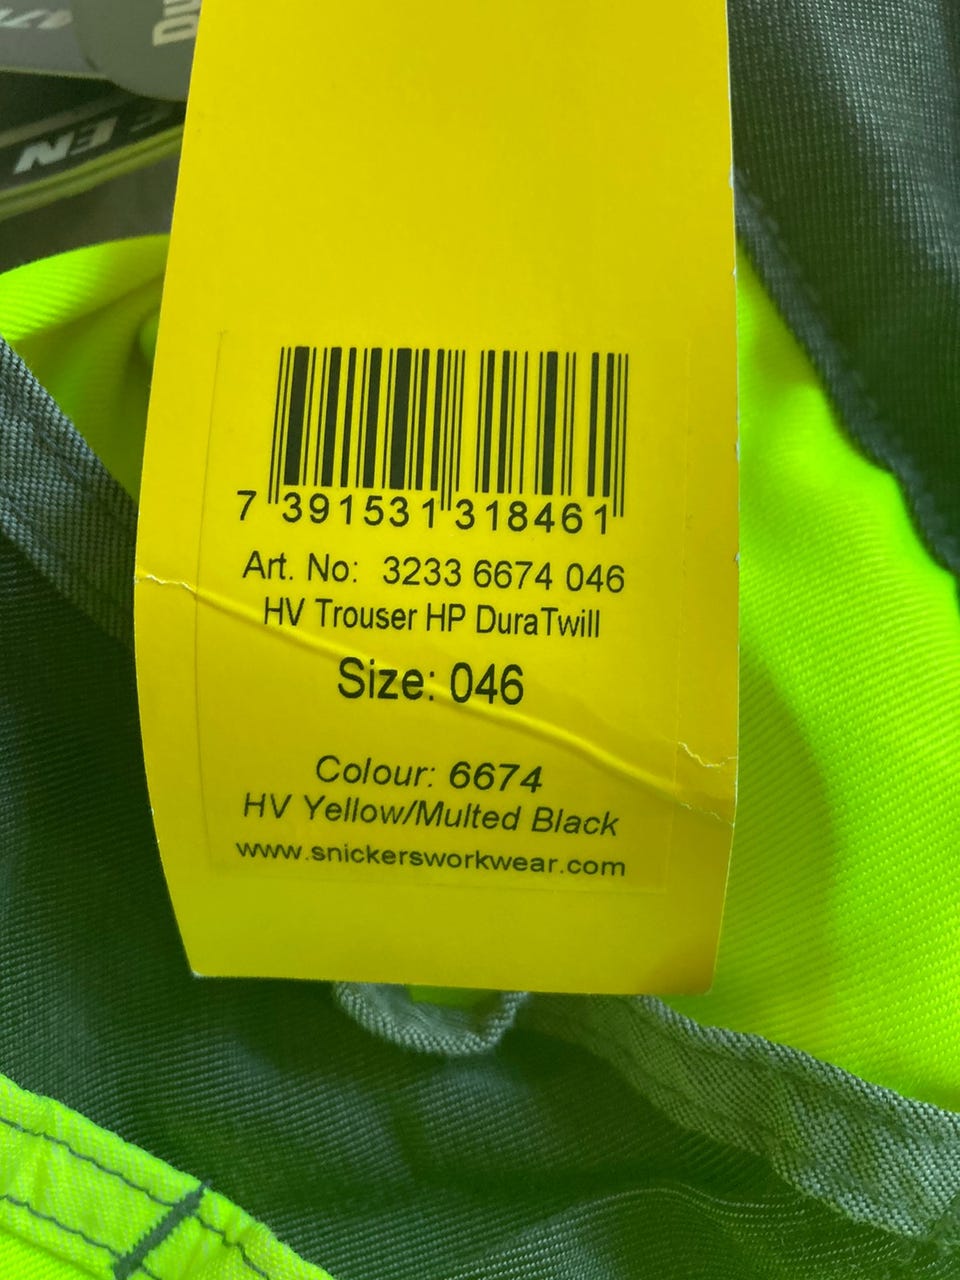 EN
7 391531 318461
Art. No: 3233 6674 046
HV Trouser HP DuraTwill
Size: 046
Colour: 6674
HV Yellow/Multed Black
www.snickersworkwear.com